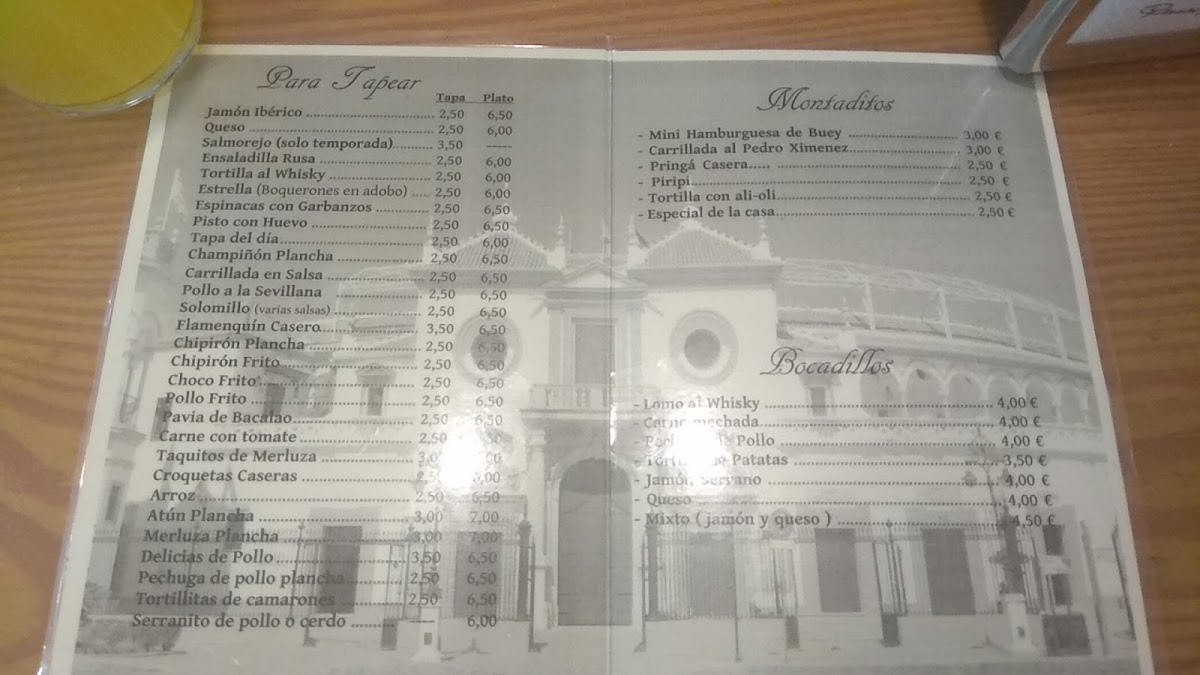 Para Tapear
Tapa Plato
Jamón Ibérico 2,50 6,50
Queso 2,50 6,00
Salmorejo (solo temporada) 3,50 -----
Ensaladilla Rusa 2,50 6,00
Tortilla al Whisky 2,50 6,00
Estrella (Boquerones en adobo) 2,50 6,00
Espinacas con Garbanzos 2,50 6,50
Pisto con Huevo 2,50 6,50
Tapa del día 2,50 6,00
Champiñón Plancha 2,50 6,50
Carrillada en Salsa 2,50 6,50
Pollo a la Sevillana 2,50 6,50
Solomillo (varias salsas) 2,50 6,50
Flamenquín Casero 3,50 6,50
Chipirón Plancha 2,50 6,50
Chipirón Frito 2,50 6,50
Choco Frito 2,50 6,50
Pollo Frito 2,50 6,50
Pavia de Bacalao 2,50 6,50
Carne con tomate 2,50
Taquitos de Merluza
Croquetas Caseras
Arroz 2,50 6,50
Atún Plancha 3,00 7,00
Merluza Plancha 3,00 7,00
Delicias de Pollo 3,50 6,50
Pechuga de pollo plancha 2,50 6,50
Tortillitas de camarones 2,50 6,50
Serranito de pollo o cerdo ----- 6,00
Montaditos
- Mini Hamburguesa de Buey 3,00 €
- Carrillada al Pedro Ximenez 3,00 €
- Pringá Casera 2,50 €
- Piripi 2,50 €
- Tortilla con ali-oli 2,50 €
- Especial de la casa 2,50 €
Bocadillos
- Lomo al Whisky 4,00 €
- Carne mechada 4,00 €
- de Pollo 4,00 €
- Tortilla de Patatas 3,50 €
- Jamón Serrano 4,00 €
- Queso 4,00 €
- Mixto ( jamón y queso ) 4,50 €